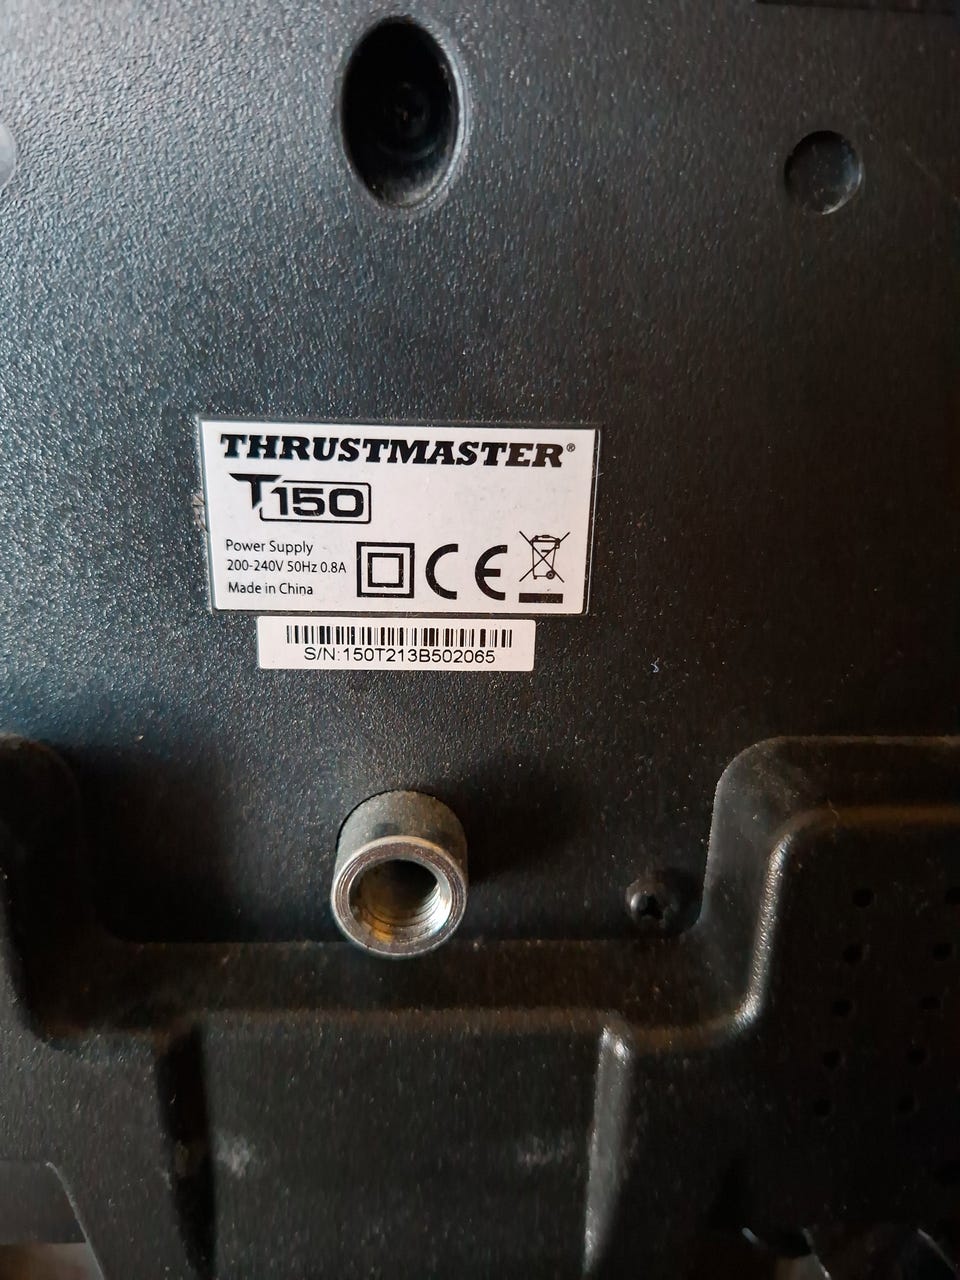 THRUSTMASTER®
T150
Power Supply
200-240V 50Hz 0.8A
Made in China
CE
S/N:150T213B502065